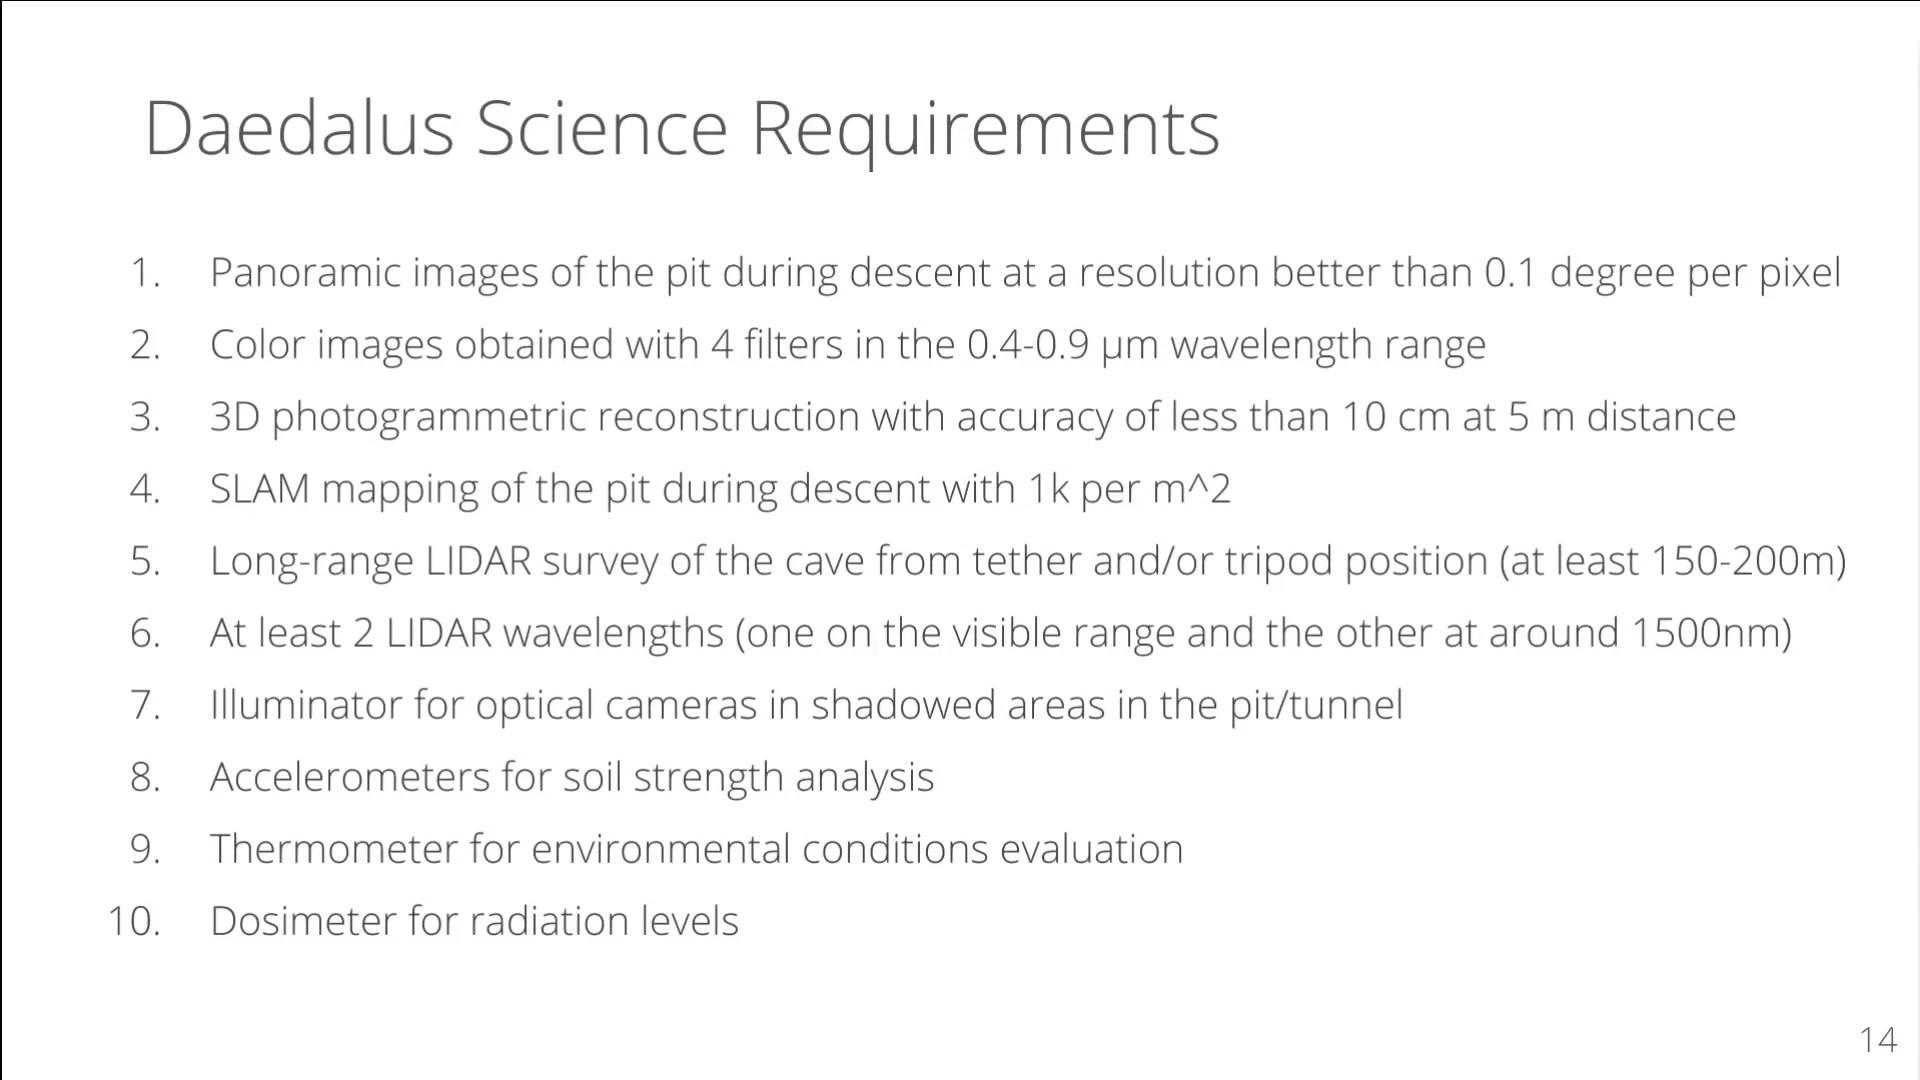 Daedalus Science Requirements
1. Panoramic images of the pit during descent at a resolution better than 0.1 degree per pixel
2. Color images obtained with 4 filters in the 0.4-0.9 µm wavelength range
3. 3D photogrammetric reconstruction with accuracy of less than 10 cm at 5 m distance
4. SLAM mapping of the pit during descent with 1k per m^2
5. Long-range LIDAR survey of the cave from tether and/or tripod position (at least 150-200m)
6. At least 2 LIDAR wavelengths (one on the visible range and the other at around 1500nm)
7. Illuminator for optical cameras in shadowed areas in the pit/tunnel
8. Accelerometers for soil strength analysis
9. Thermometer for environmental conditions evaluation
10. Dosimeter for radiation levels
14